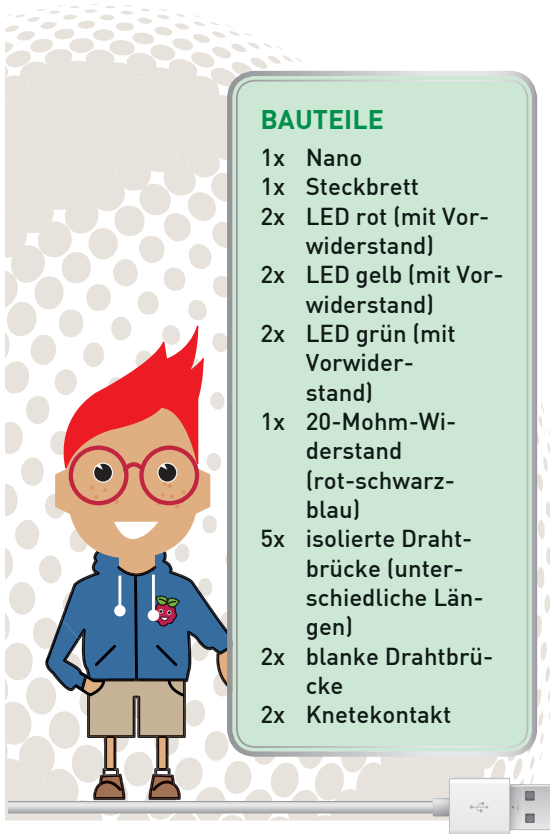 BAUTEILE
1x Nano
1x Steckbrett
2x LED rot (mit Vor-
widerstand)
2x LED gelb (mit Vor-
widerstand)
2x LED grün (mit
Vorwider-
stand)
1x 20-Mohm-Wi-
derstand
(rot-schwarz-
blau)
5x isolierte Draht-
brücke (unter-
schiedliche Län-
gen)
2x blanke Drahtbrü-
cke
2x Knetekontakt